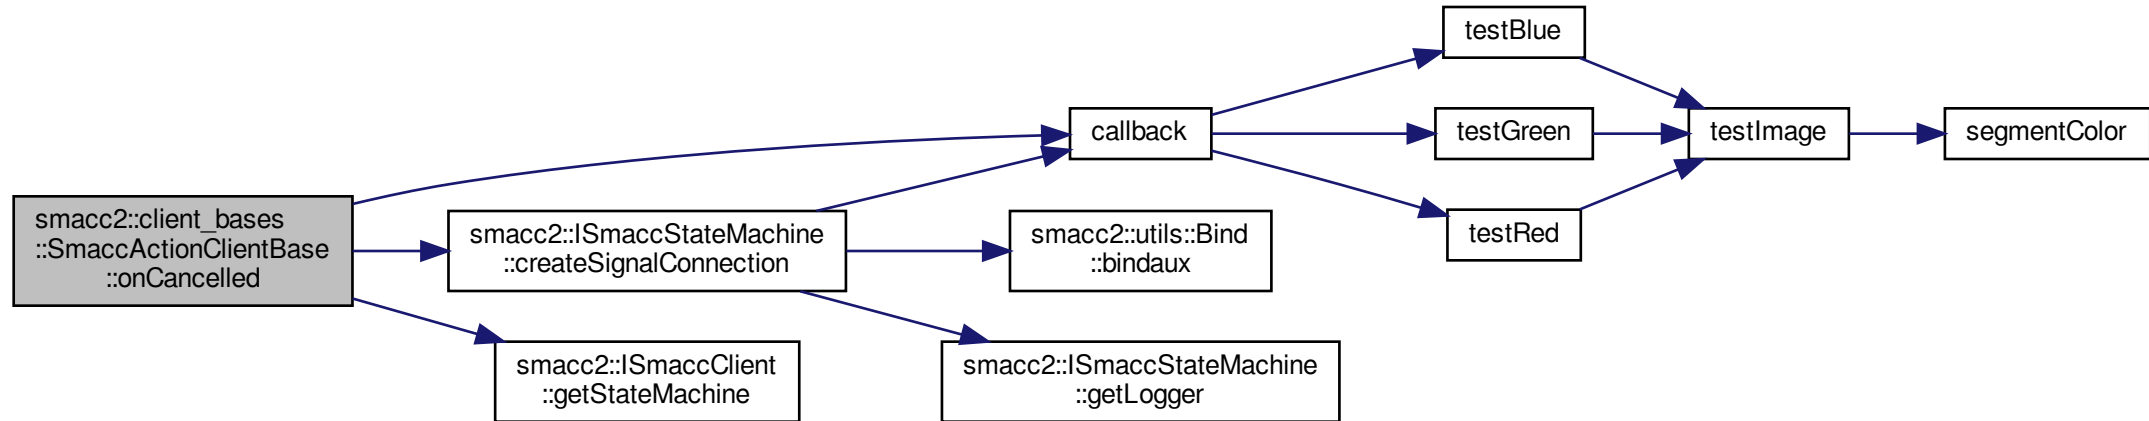 smacc2::client_bases
::SmaccActionClientBase
::onCancelled
smacc2::ISmaccStateMachine
::createSignalConnection
smacc2::ISmaccClient
::getStateMachine
callback
smacc2::utils::Bind
::bindaux
smacc2::ISmaccStateMachine
::getLogger
testBlue
testGreen
testRed
testImage
segmentColor